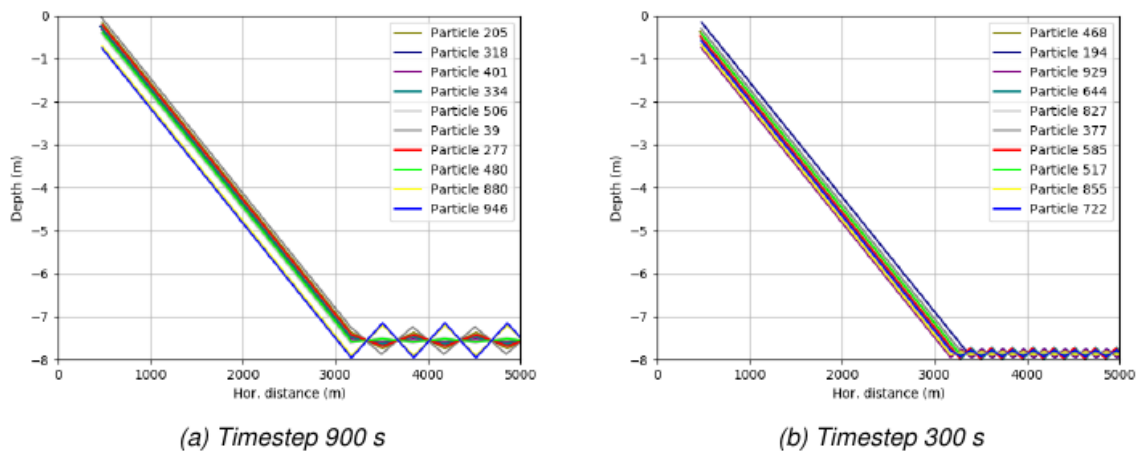 0
−1
−2
−3
−4
−5
−6
−7
−8
Depth (m)
0 1000 2000 3000 4000 5000
Hor. distance (m)
Particle 205
Particle 318
Particle 401
Particle 334
Particle 506
Particle 39
Particle 277
Particle 480
Particle 880
Particle 946
(a) Timestep 900 s
0
−1
−2
−3
−4
−5
−6
−7
−8
Depth (m)
0 1000 2000 3000 4000 5000
Hor. distance (m)
Particle 468
Particle 194
Particle 929
Particle 644
Particle 827
Particle 377
Particle 585
Particle 517
Particle 855
Particle 722
(b) Timestep 300 s